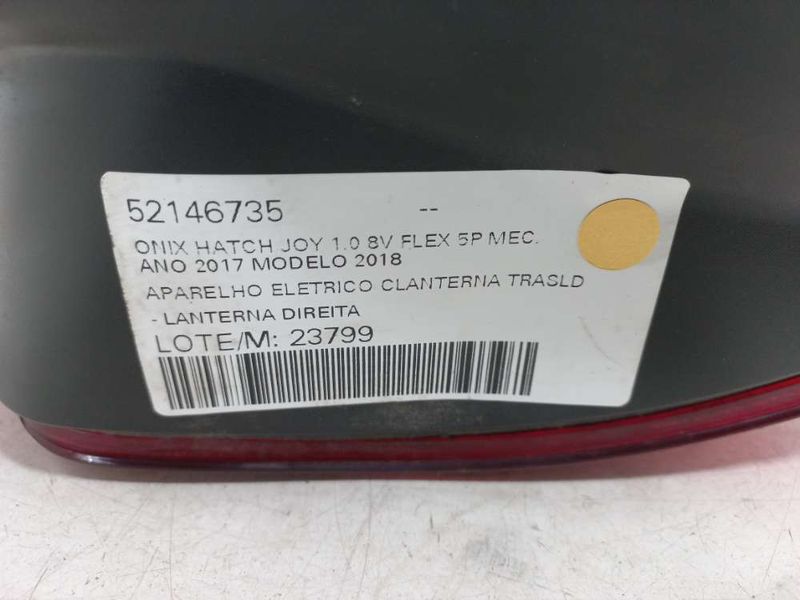 52146735 --
ONIX HATCH JOY 1.0 8V FLEX 5P MEC.
ANO 2017 MODELO 2018
APARELHO ELETRICO CLANTERNA TRASLD
- LANTERNA DIREITA
LOTE/M: 23799